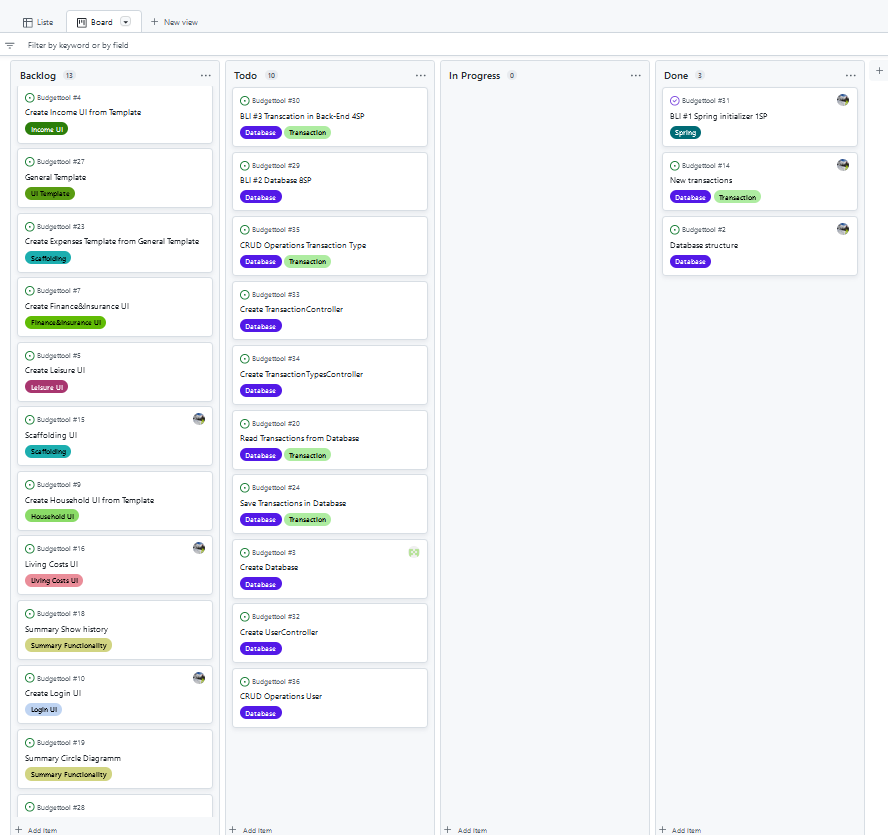 Liste
Board
New view
Filter by keyword or by field
Backlog 13
Budgettool #4
Create Income UI from Template
Income UI
Budgettool #27
General Template
UI Template
Budgettool #23
Create Expenses Template from General Template
Scaffolding
Budgettool #7
Create Finance&Insurance UI
Finance&Insurance UI
Budgettool #5
Create Leisure UI
Leisure UI
Budgettool #15
Scaffolding UI
Scaffolding
Budgettool #9
Create Household UI from Template
Household UI
Budgettool #16
Living Costs UI
Living Costs UI
Budgettool #18
Summary Show history
Summary Functionality
Budgettool #10
Create Login UI
Login UI
Budgettool #19
Summary Circle Diagramm
Summary Functionality
Budgettool #28
Add item
Todo 10
Budgettool #30
BLI #3 Transcation in Back-End 4SP
Database Transaction
Budgettool #29
BLI #2 Database 8SP
Database
Budgettool #35
CRUD Operations Transaction Type
Database Transaction
Budgettool #33
Create TransactionController
Database
Budgettool #34
Create TransactionTypesController
Database
Budgettool #20
Read Transactions from Database
Database Transaction
Budgettool #24
Save Transactions in Database
Database Transaction
Budgettool #3
Create Database
Database
Budgettool #32
Create UserController
Database
Budgettool #36
CRUD Operations User
Database
Add item
In Progress 0
Add item
Done 3
Budgettool #31
BLI #1 Spring initializer 1SP
Spring
Budgettool #14
New transactions
Database Transaction
Budgettool #2
Database structure
Database
Add item